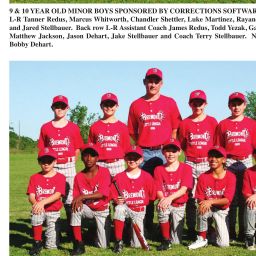 9 & 10 YEAR OLD MINOR BOYS SPONSORED BY CORRECTIONS SOFTWAR
L-R Tanner Redus, Marcus Whitworth, Chandler Shettler, Luke Martinez, Rayan
and Jared Stellbauer. Back row L-R Assistant Coach James Redus, Todd Yezak, Ga
Matthew Jackson, Jason Dehart, Jake Stellbauer and Coach Terry Stellbauer. N
Bobby Dehart.